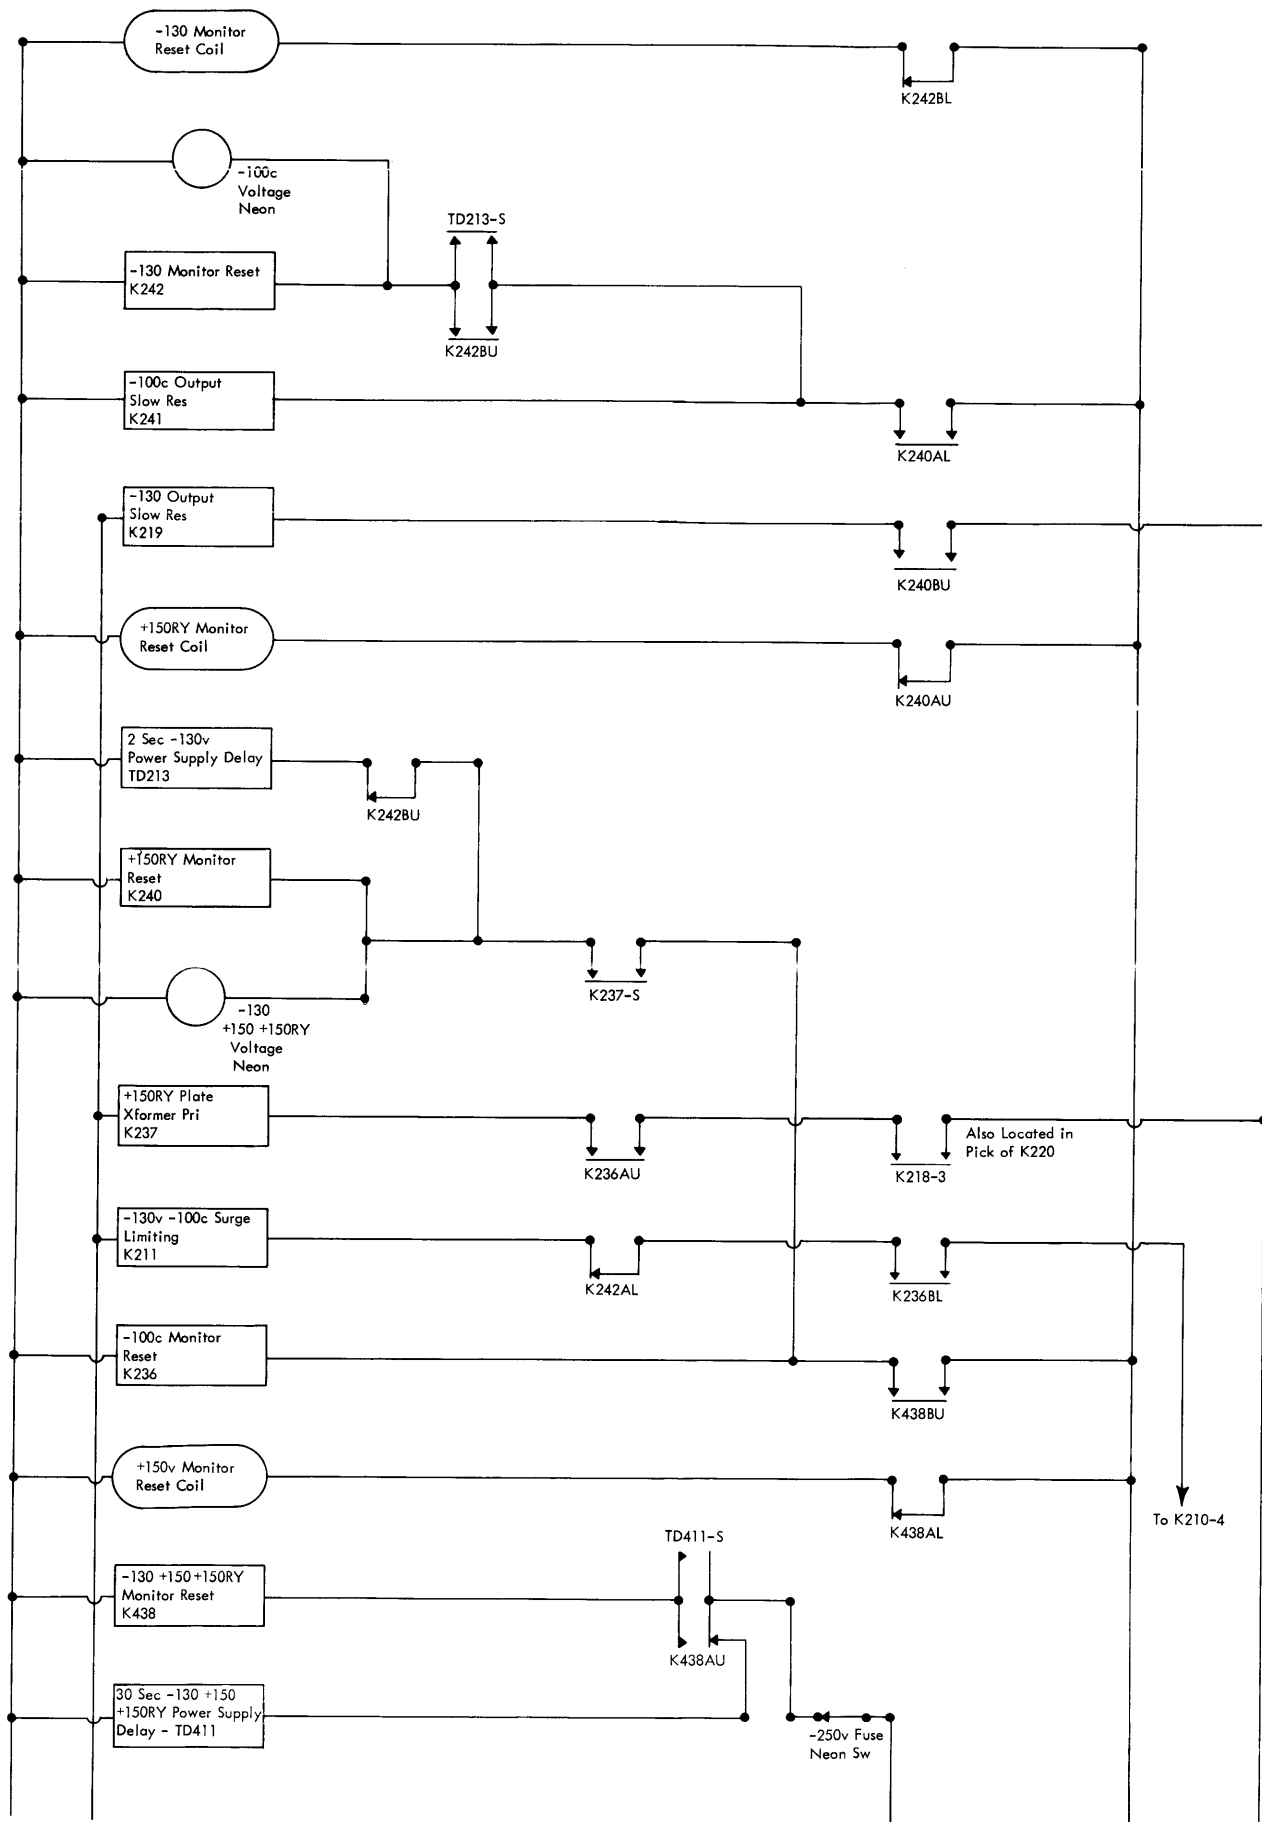 -130 Monitor
Reset Coil
K242BL
-100c
Voltage
Neon
TD213-S
-130 Monitor Reset
K242
K242BU
-100c Output
Slow Res
K241
K240AL
-130 Output
Slow Res
K219
K240BU
+150RY Monitor
Reset Coil
K240AU
2 Sec -130v
Power Supply Delay
TD213
K242BU
+150RY Monitor
Reset
K240
K237-S
-130
+150 +150RY
Voltage
Neon
+150RY Plate
Xformer Pri
K237
K236AU
K218-3
Also Located in
Pick of K220
-130v -100c Surge
Limiting
K211
K242AL
K236BL
-100c Monitor
Reset
K236
K438BU
+150v Monitor
Reset Coil
K438AL
To K210-4
TD411-S
-130 +150 +150RY
Monitor Reset
K438
K438AU
30 Sec -130 +150
+150RY Power Supply
Delay - TD411
-250v Fuse
Neon Sw